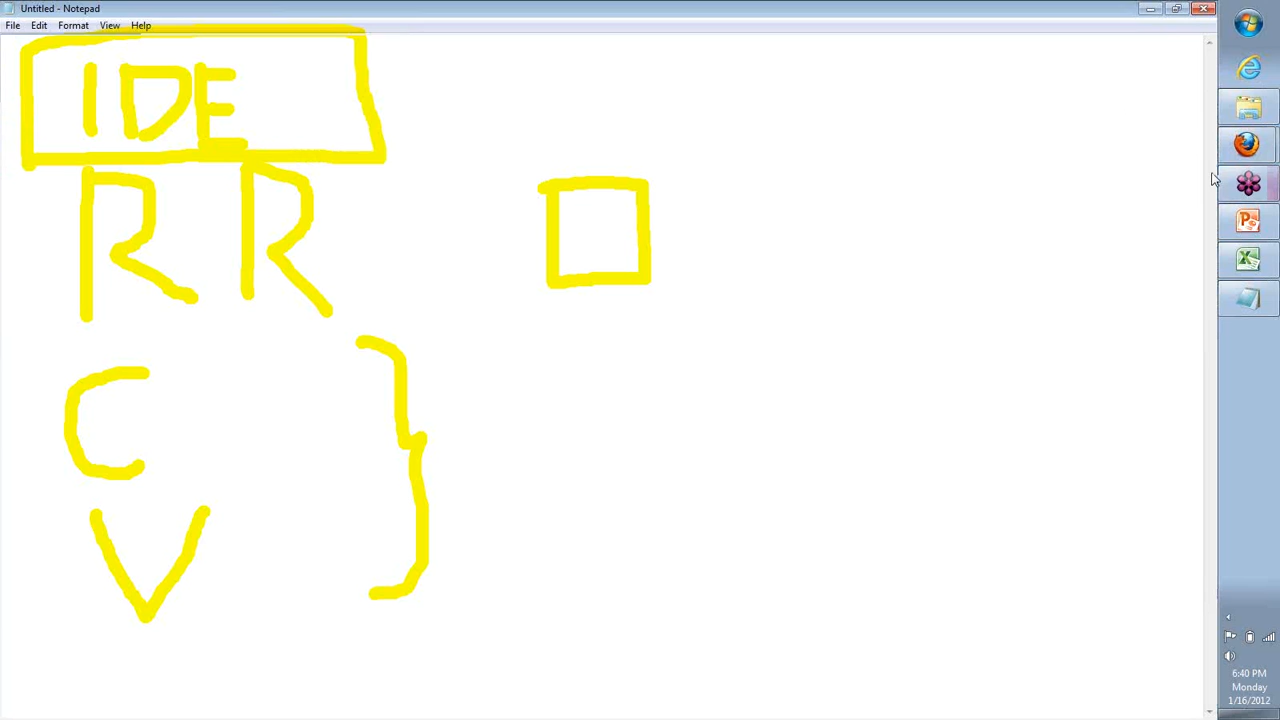 Untitled - Notepad
File Edit Format View Help
IDE
R R
C
V
6:40 PM
Monday
1/16/2012